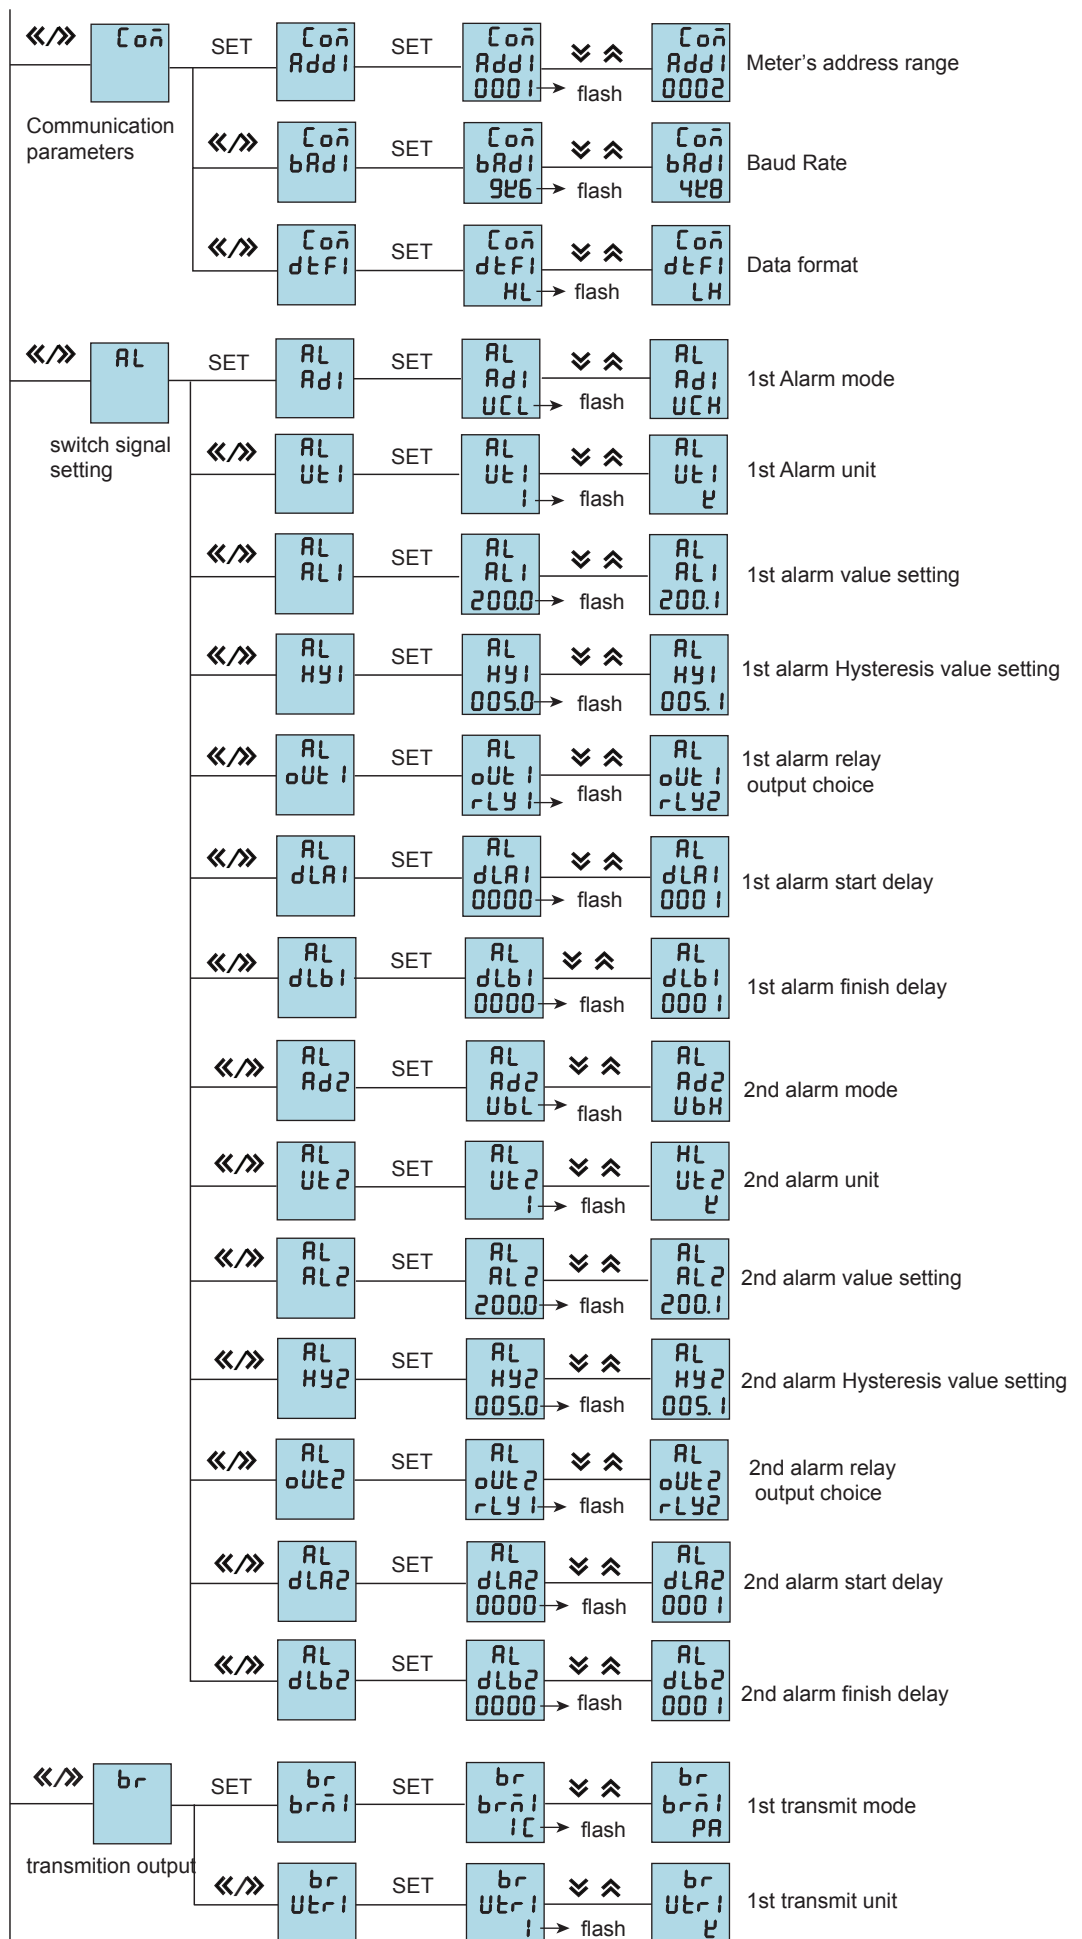 Con SET Con SET Con Con
Add1 Add1 Add1 Meter's address range
0001 flash 0002
Communication
parameters
Con SET Con Con
bAd1 bAd1 bAd1 Baud Rate
9K6 flash 4K8
Con SET Con Con
dtF1 dtF1 dtF1 Data format
HL flash LH
AL SET AL SET AL AL
Ad1 Ad1 Ad1 1st Alarm mode
UCL flash UCH
switch signal
setting
AL SET AL AL
Ut1 Ut1 Ut1 1st Alarm unit
1 flash K
AL SET AL AL
AL1 AL1 AL1 1st alarm value setting
200.0 flash 200.1
AL SET AL AL
HY1 HY1 HY1 1st alarm Hysteresis value setting
005.0 flash 005.1
AL SET AL AL 1st alarm relay
oUt1 oUt1 oUt1 output choice
rLY1 flash rLY2
AL SET AL AL
dLA1 dLA1 dLA1 1st alarm start delay
0000 flash 0001
AL SET AL AL
dLb1 dLb1 dLb1 1st alarm finish delay
0000 flash 0001
AL SET AL AL
Ad2 Ad2 Ad2 2nd alarm mode
UbL flash UbH
AL SET AL HL
Ut2 Ut2 Ut2 2nd alarm unit
1 flash K
AL SET AL AL
AL2 AL2 AL2 2nd alarm value setting
200.0 flash 200.1
AL SET AL AL
HY2 HY2 HY2 2nd alarm Hysteresis value setting
005.0 flash 005.1
AL SET AL AL 2nd alarm relay
oUt2 oUt2 oUt2 output choice
rLY1 flash rLY2
AL SET AL AL
dLA2 dLA2 dLA2 2nd alarm start delay
0000 flash 0001
AL SET AL AL
dLb2 dLb2 dLb2 2nd alarm finish delay
0000 flash 0001
br SET br SET br br
brn̄1 brn̄1 brn̄1 1st transmit mode
1C flash PA
transmition output
br SET br br
Utr1 Utr1 Utr1 1st transmit unit
1 flash K